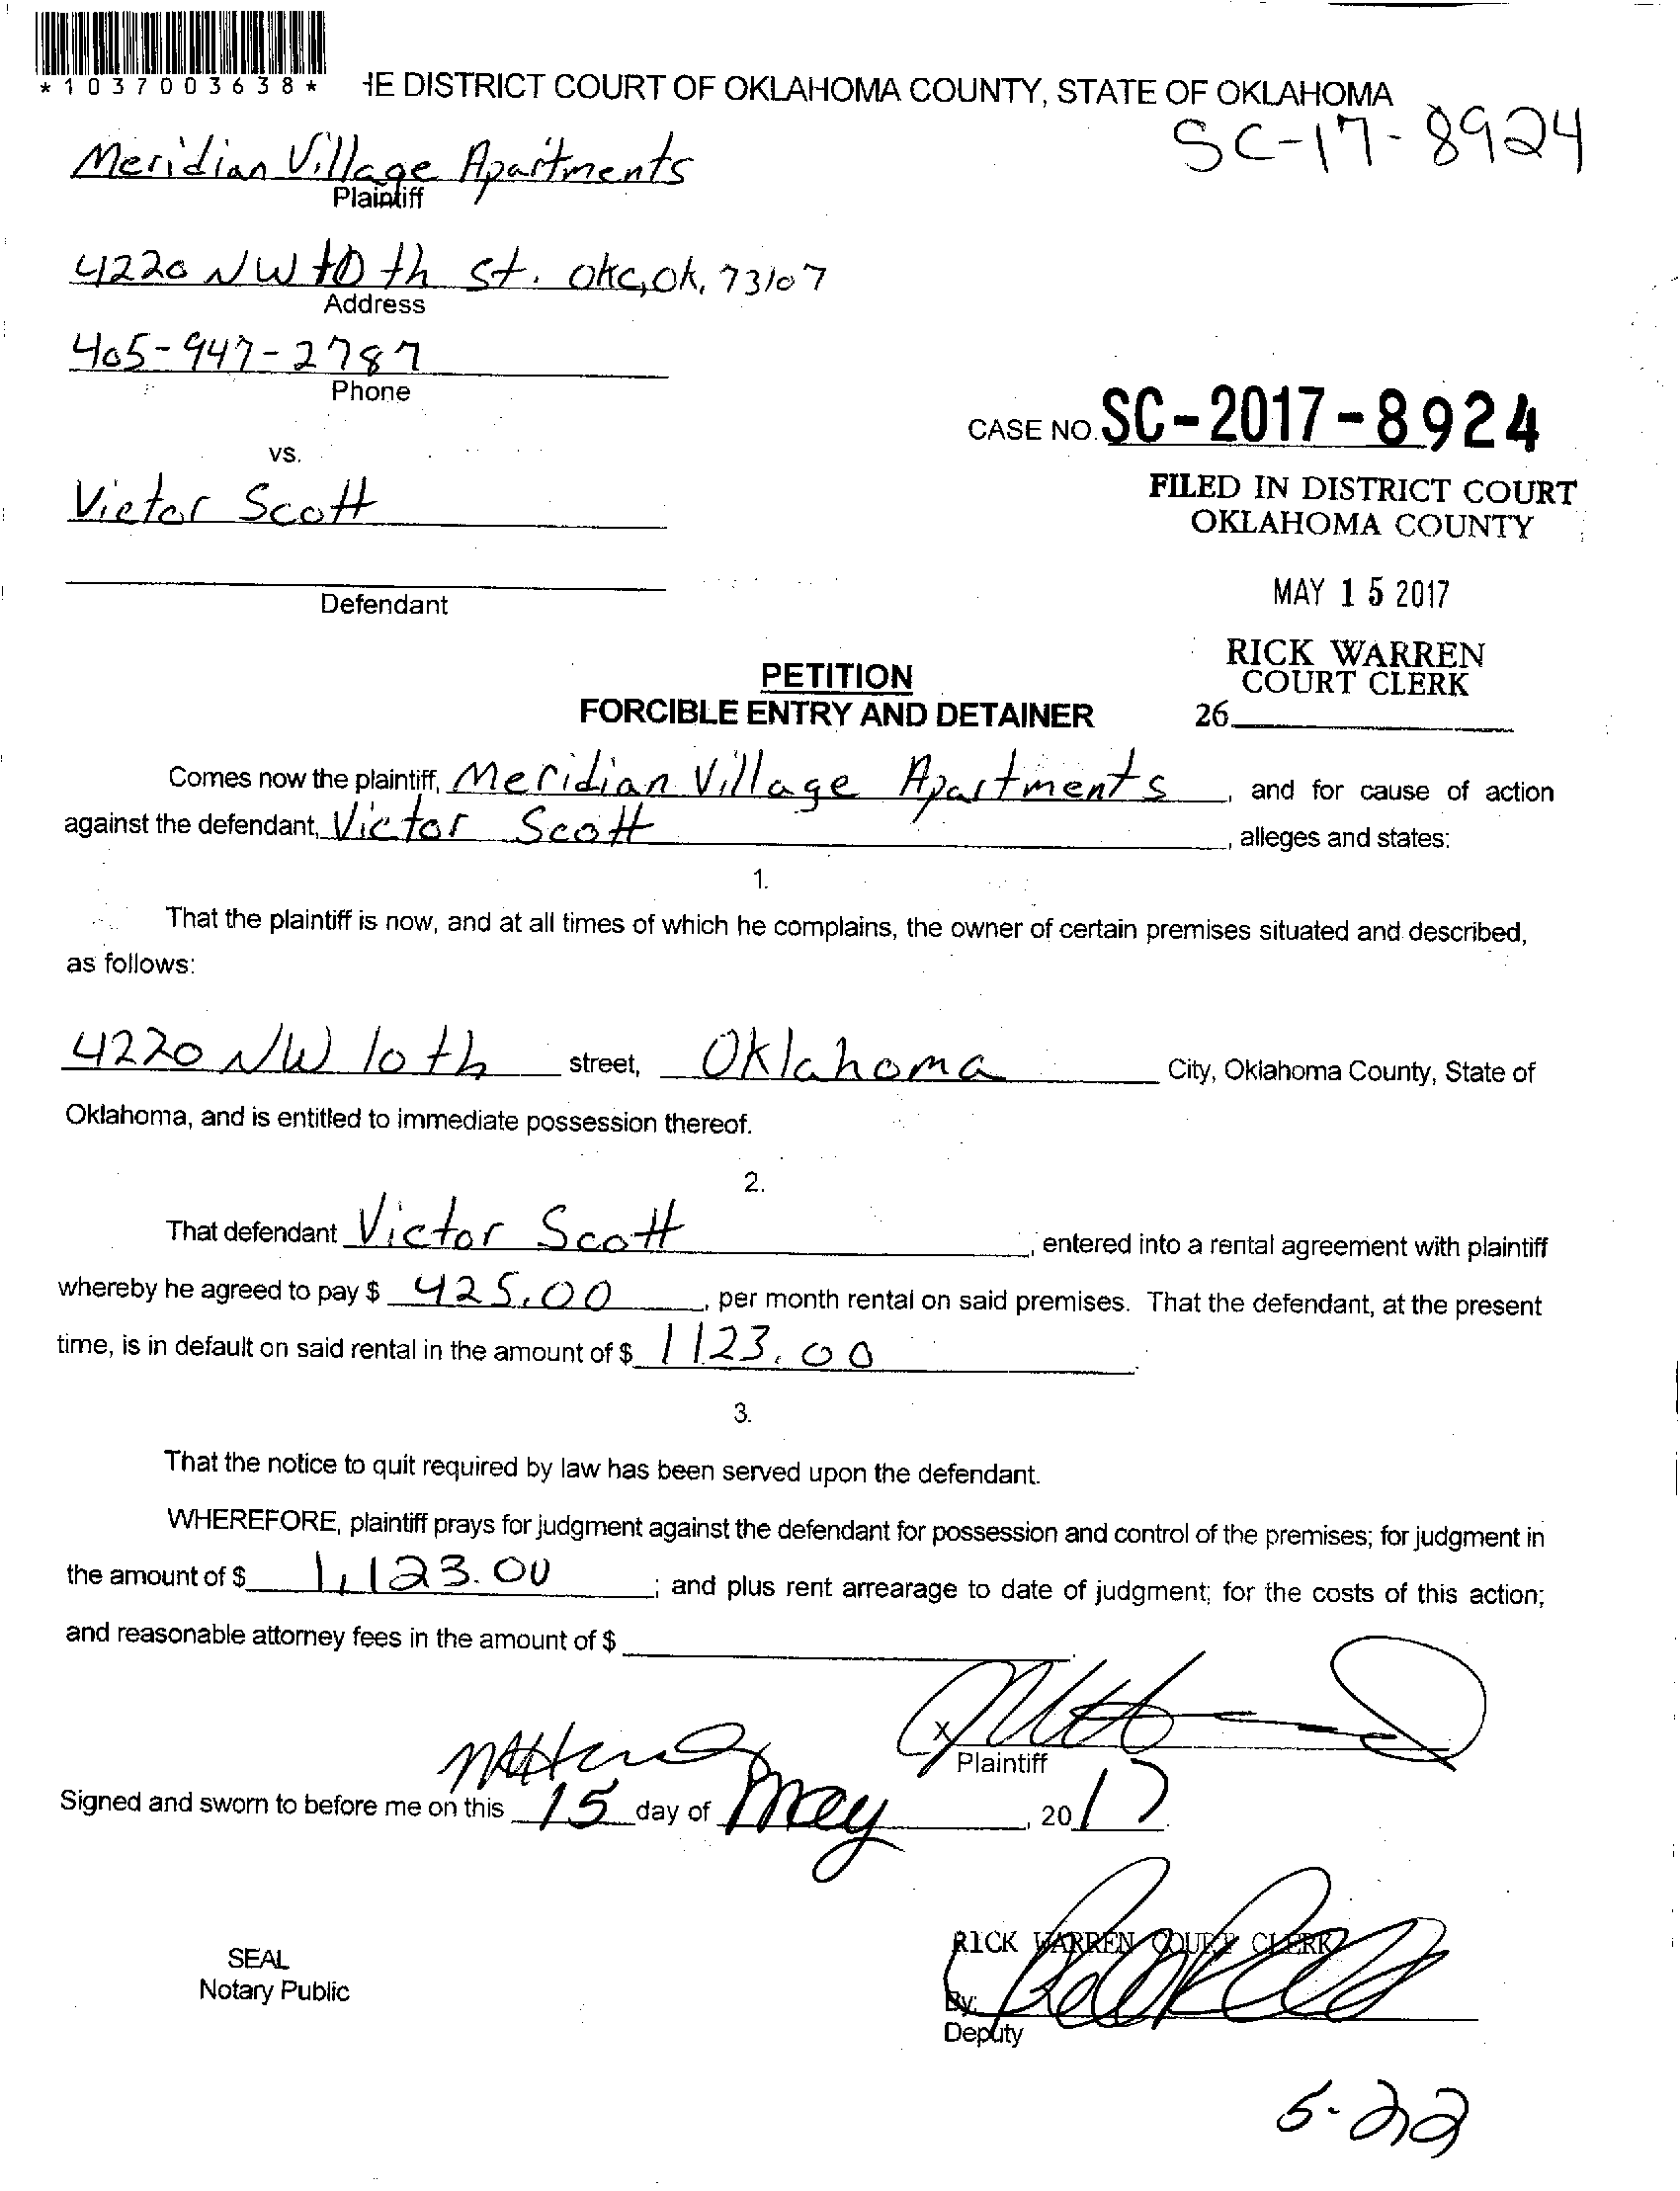 *1037003638*
HE DISTRICT COURT OF OKLAHOMA COUNTY, STATE OF OKLAHOMA
SC-17-8924
Meridian Village Apartments
Plaintiff
4220 NW 10 th St. OKC, OK, 73107
Address
405-947-2787
Phone
CASE NO. SC-2017-8924
vs.
FILED IN DISTRICT COURT
OKLAHOMA COUNTY
Victor Scott
MAY 15 2017
Defendant
RICK WARREN
COURT CLERK
26
PETITION
FORCIBLE ENTRY AND DETAINER
Comes now the plaintiff, Meridian Village Apartments, and for cause of action
against the defendant, Victor Scott, alleges and states:
1.
That the plaintiff is now, and at all times of which he complains, the owner of certain premises situated and described,
as follows:
4220 NW 10th street, Oklahoma City, Oklahoma County, State of
Oklahoma, and is entitled to immediate possession thereof.
2.
That defendant Victor Scott, entered into a rental agreement with plaintiff
whereby he agreed to pay $ 425.00, per month rental on said premises. That the defendant, at the present
time, is in default on said rental in the amount of $ 1123.00.
3.
That the notice to quit required by law has been served upon the defendant.
WHEREFORE, plaintiff prays for judgment against the defendant for possession and control of the premises; for judgment in
the amount of $ 1,123.00; and plus rent arrearage to date of judgment; for the costs of this action;
and reasonable attorney fees in the amount of $
X
Plaintiff
Signed and sworn to before me on this 15 day of May, 2017.
SEAL
Notary Public
RICK WARREN COURT CLERK
By:
Deputy
5-22